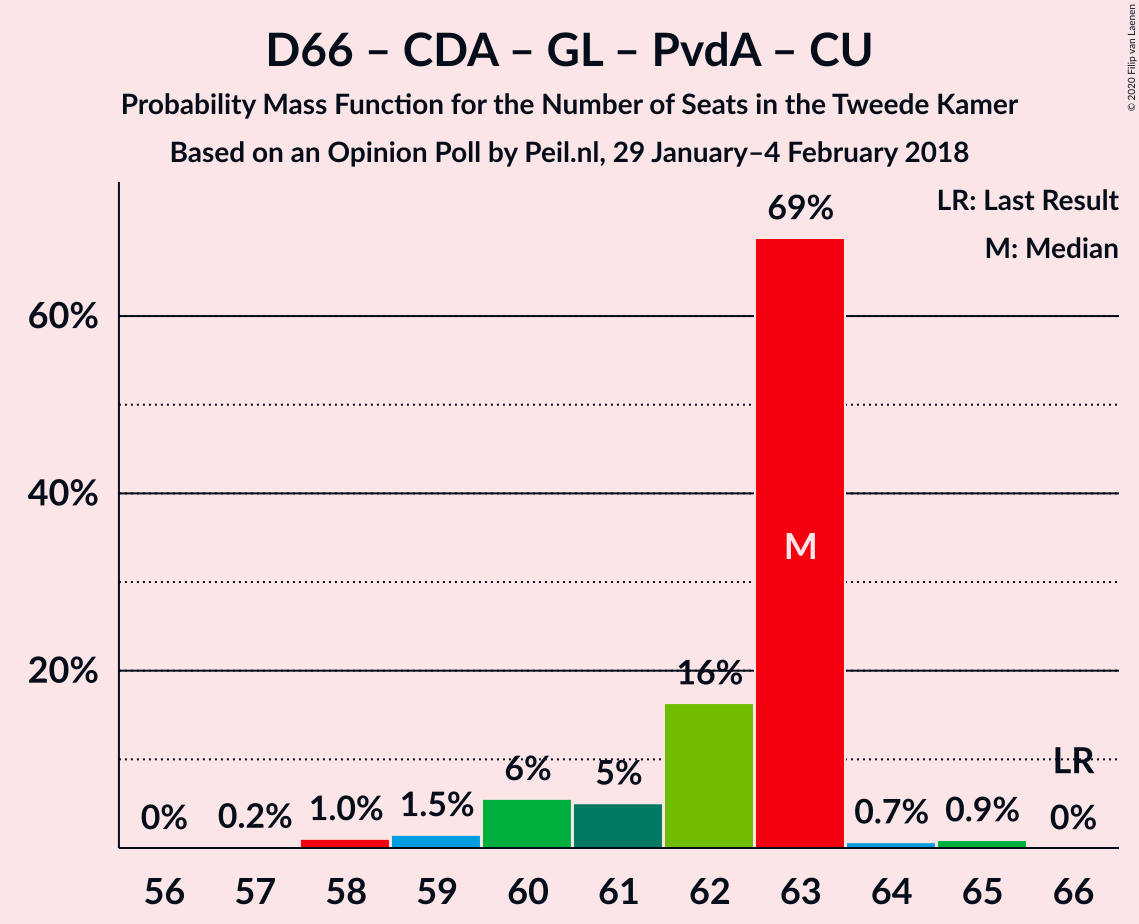 D66 – CDA – GL – PvdA – CU
Probability Mass Function for the Number of Seats in the Tweede Kamer
Based on an Opinion Poll by Peil.nl, 29 January–4 February 2018
© 2020 Filip van Laenen
LR: Last Result
M: Median
69%
60%
40%
M
20%
16%
6%
5%
LR
0%
0.2%
1.0%
1.5%
0.7%
0.9%
0%
56 57 58 59 60 61 62 63 64 65 66